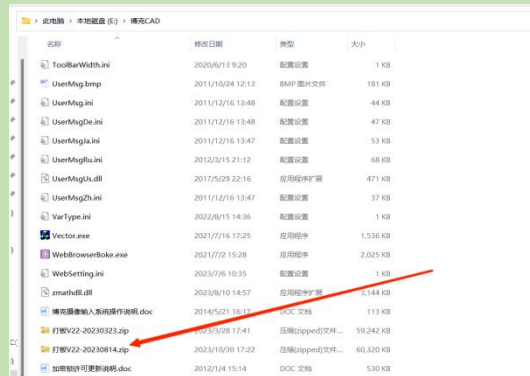 此电脑 › 本地磁盘 (E:) › 博克CAD
名称 修改日期 类型 大小
ToolBarWidth.ini 2020/6/13 9:20 配置设置 1 KB
UserMsg.bmp 2011/10/24 12:13 BMP 图片文件 181 KB
UserMsg.ini 2011/12/16 13:48 配置设置 44 KB
UserMsgDe.ini 2011/12/16 13:48 配置设置 47 KB
UserMsgJa.ini 2011/12/16 13:47 配置设置 53 KB
UserMsgRu.ini 2012/3/15 21:12 配置设置 68 KB
UserMsgUs.dll 2017/5/29 22:16 应用程序扩展 471 KB
UserMsgZh.ini 2011/12/16 13:47 配置设置 37 KB
VarType.ini 2022/8/15 14:36 配置设置 1 KB
Vector.exe 2021/7/16 17:25 应用程序 1,536 KB
WebBrowserBoke.exe 2021/7/2 15:28 应用程序 2,025 KB
WebSetting.ini 2023/7/6 10:35 配置设置 1 KB
zmathdll.dll 2023/8/10 14:57 应用程序扩展 3,144 KB
博克摄像输入系统操作说明.doc 2014/5/21 16:17 DOC 文档 113 KB
打板V22-20230323.zip 2023/3/28 17:41 压缩(zipped)文件... 59,242 KB
打板V22-20230814.zip 2023/10/30 17:22 压缩(zipped)文件... 60,320 KB
加密锁许可更新说明.doc 2012/1/4 15:14 DOC 文档 530 KB